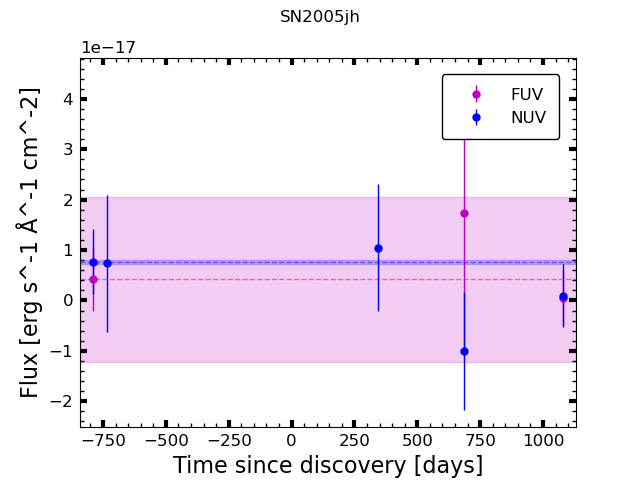 SN2005jh
1e−17
FUV
NUV
4
3
2
1
0
−1
−2
Flux [erg s^-1 Å^-1 cm^-2]
−750 −500 −250 0 250 500 750 1000
Time since discovery [days]